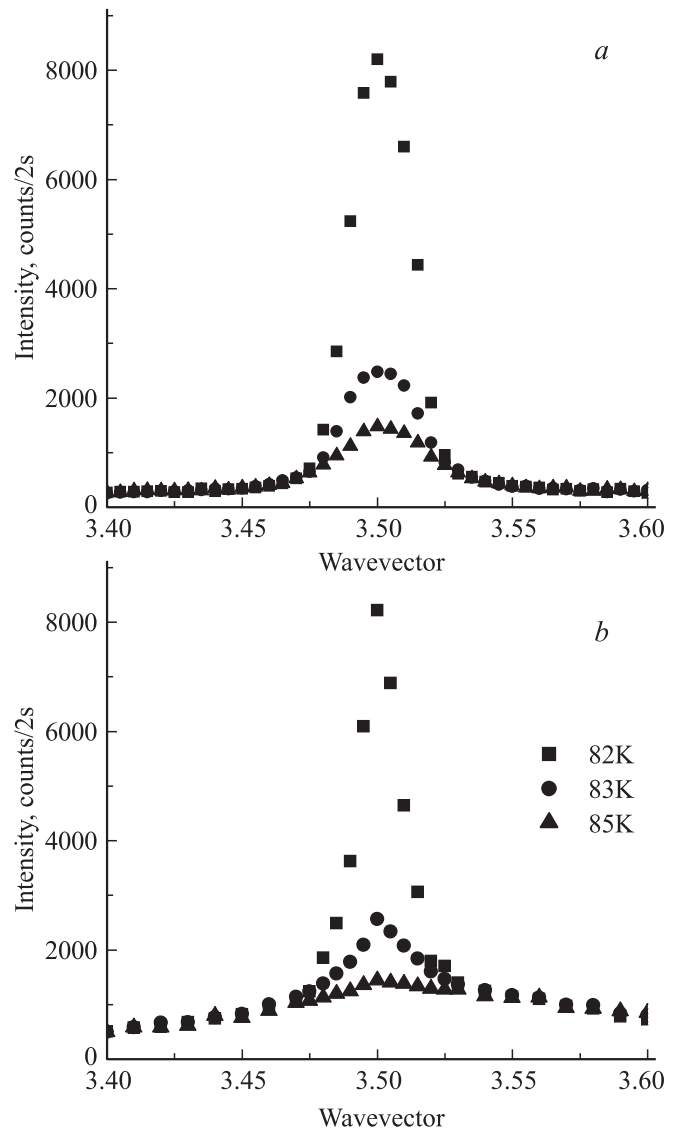 a
8000
6000
4000
2000
0
Intensity, counts/2s
3.40 3.45 3.50 3.55 3.60
Wavevector
b
8000
6000
4000
2000
0
Intensity, counts/2s
82K
83K
85K
3.40 3.45 3.50 3.55 3.60
Wavevector